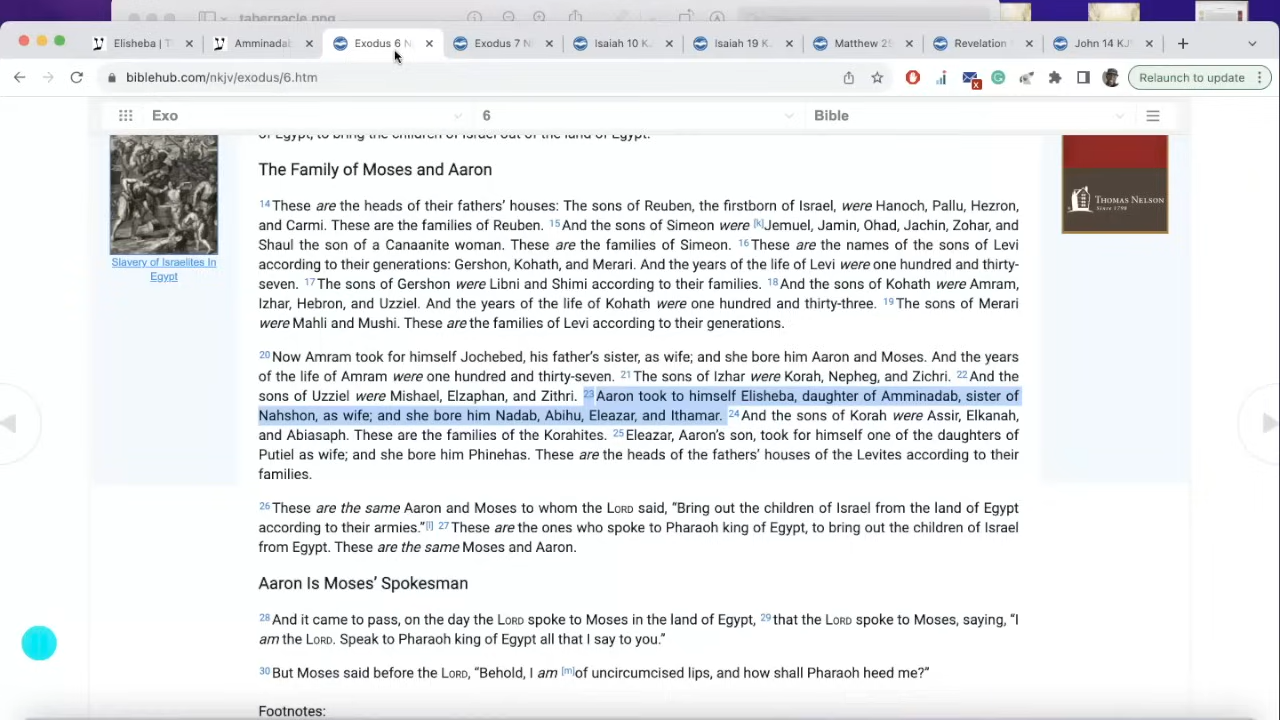 tabernacle.png
Elisheba | T
Amminadab
Exodus 6 N
Exodus 7 N
Isaiah 10 K
Isaiah 19 K
Matthew 25
Revelation
John 14 KJ
biblehub.com/nkjv/exodus/6.htm
Relaunch to update
Exo
6
Bible
of Egypt, to bring the children of Israel out of the land of Egypt.
The Family of Moses and Aaron
14 These are the heads of their fathers’ houses: The sons of Reuben, the firstborn of Israel, were Hanoch, Pallu, Hezron,
and Carmi. These are the families of Reuben. 15 And the sons of Simeon were [k]Jemuel, Jamin, Ohad, Jachin, Zohar, and
Shaul the son of a Canaanite woman. These are the families of Simeon. 16 These are the names of the sons of Levi
according to their generations: Gershon, Kohath, and Merari. And the years of the life of Levi were one hundred and thirty-
seven. 17 The sons of Gershon were Libni and Shimi according to their families. 18 And the sons of Kohath were Amram,
Izhar, Hebron, and Uzziel. And the years of the life of Kohath were one hundred and thirty-three. 19 The sons of Merari
were Mahli and Mushi. These are the families of Levi according to their generations.
20 Now Amram took for himself Jochebed, his father’s sister, as wife; and she bore him Aaron and Moses. And the years
of the life of Amram were one hundred and thirty-seven. 21 The sons of Izhar were Korah, Nepheg, and Zichri. 22 And the
sons of Uzziel were Mishael, Elzaphan, and Zithri. 23 Aaron took to himself Elisheba, daughter of Amminadab, sister of
Nahshon, as wife; and she bore him Nadab, Abihu, Eleazar, and Ithamar. 24 And the sons of Korah were Assir, Elkanah,
and Abiasaph. These are the families of the Korahites. 25 Eleazar, Aaron’s son, took for himself one of the daughters of
Putiel as wife; and she bore him Phinehas. These are the heads of the fathers’ houses of the Levites according to their
families.
26 These are the same Aaron and Moses to whom the LORD said, “Bring out the children of Israel from the land of Egypt
according to their armies.”[l] 27 These are the ones who spoke to Pharaoh king of Egypt, to bring out the children of Israel
from Egypt. These are the same Moses and Aaron.
Aaron Is Moses’ Spokesman
28 And it came to pass, on the day the LORD spoke to Moses in the land of Egypt, 29 that the LORD spoke to Moses, saying, “I
am the LORD. Speak to Pharaoh king of Egypt all that I say to you.”
30 But Moses said before the LORD, “Behold, I am [m]of uncircumcised lips, and how shall Pharaoh heed me?”
Footnotes:
Slavery of Israelites In
Egypt
THOMAS NELSON
Since 1798